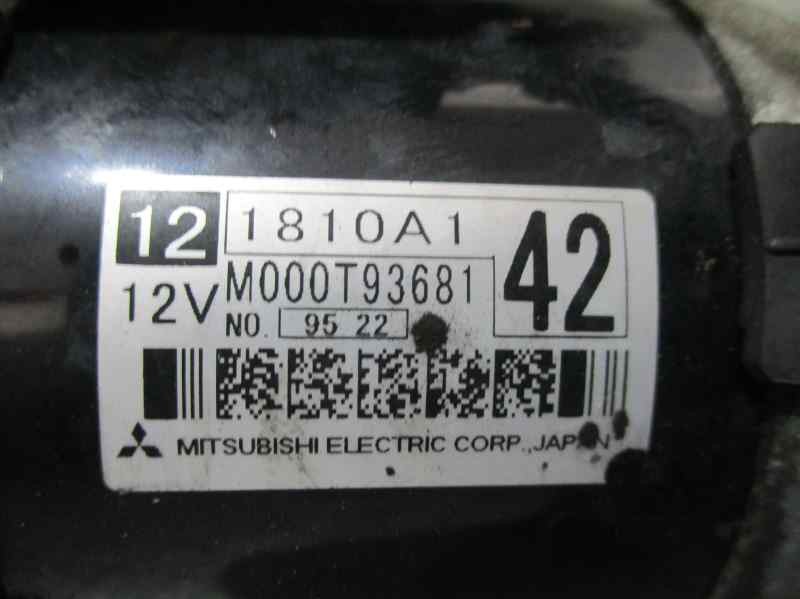 12 1810A1 42
12V M000T93681
NO. 95 22
MITSUBISHI ELECTRIC CORP., JAPAN